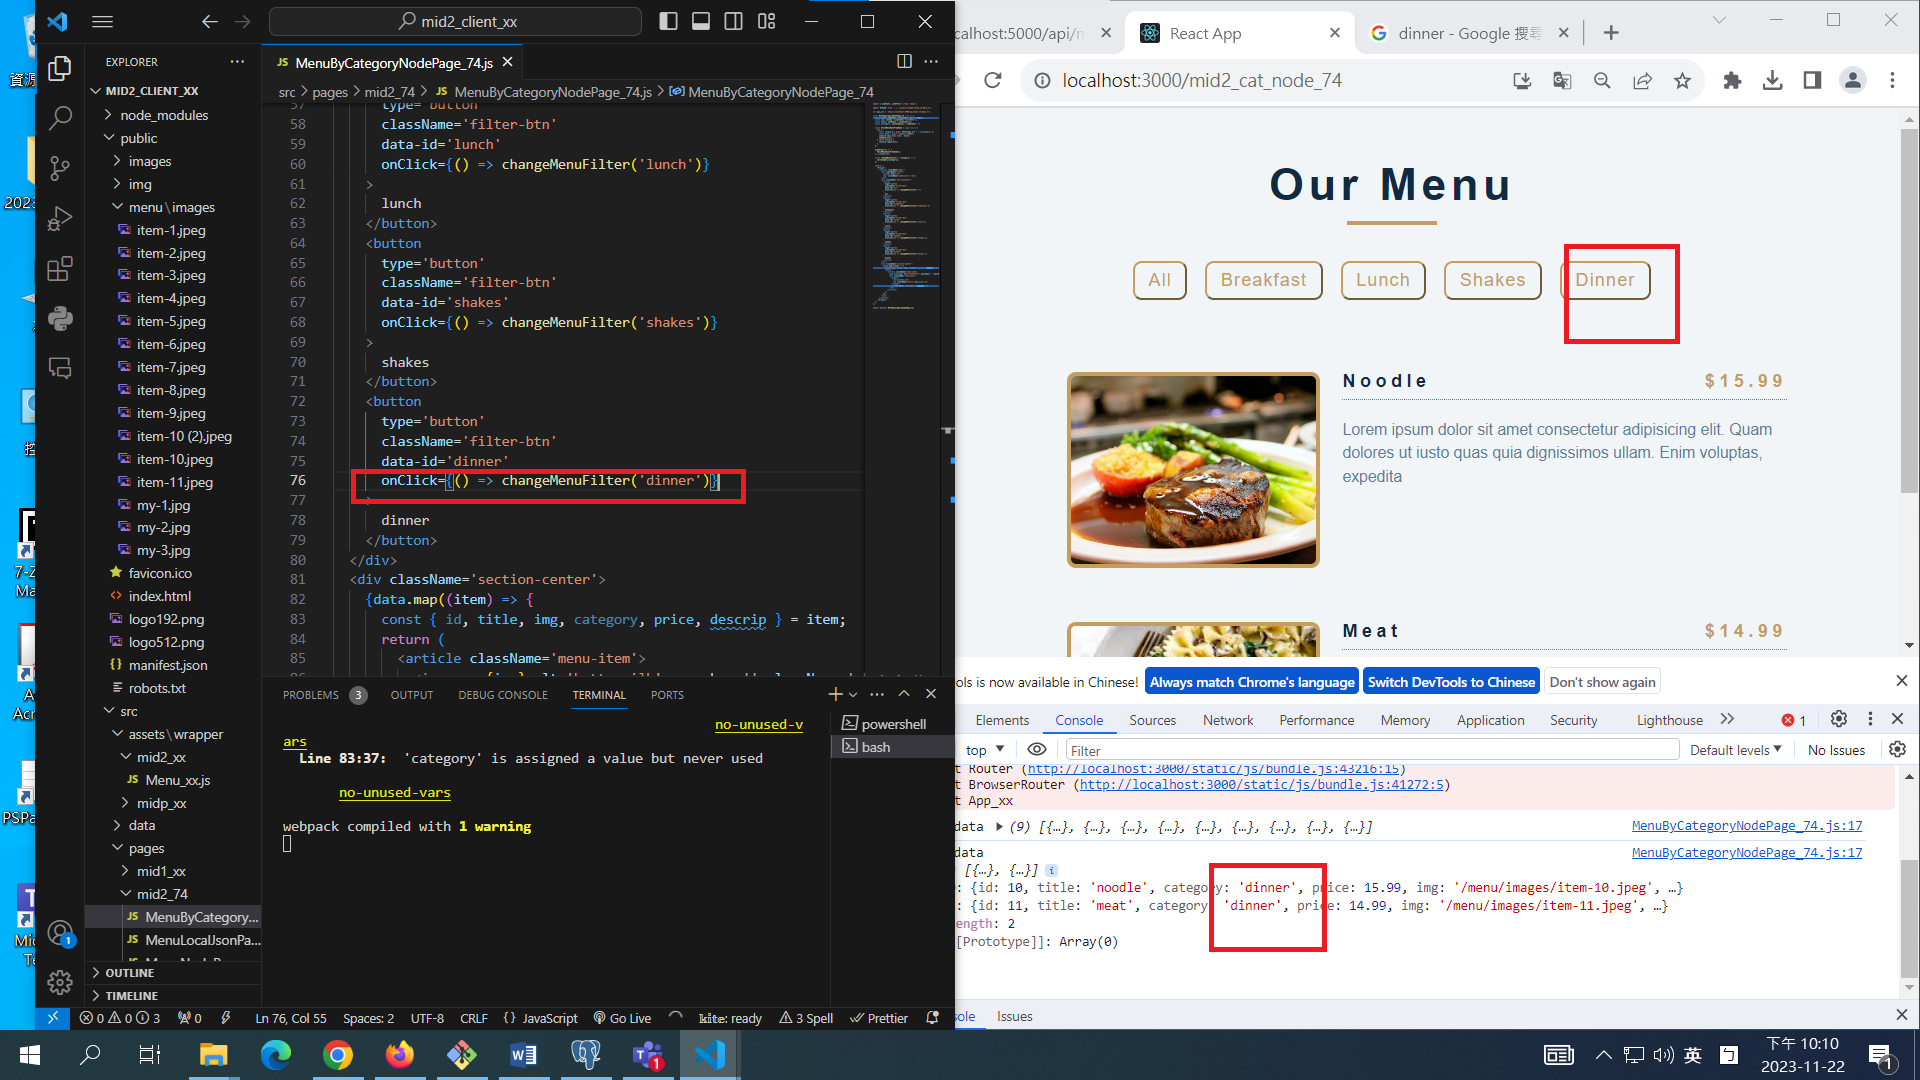 mid2_client_xx
EXPLORER
MID2_CLIENT_XX
node_modules
public
images
img
menu\images
item-1.jpeg
item-2.jpeg
item-3.jpeg
item-4.jpeg
item-5.jpeg
item-6.jpeg
item-7.jpeg
item-8.jpeg
item-9.jpeg
item-10 (2).jpeg
item-10.jpeg
item-11.jpeg
my-1.jpg
my-2.jpg
my-3.jpg
favicon.ico
index.html
logo192.png
logo512.png
manifest.json
robots.txt
src
assets\wrapper
mid2_xx
Menu_xx.js
midp_xx
data
pages
mid1_xx
mid2_74
MenuByCategory...
MenuLocalJsonPa...
OUTLINE
TIMELINE
MenuByCategoryNodePage_74.js
src > pages > mid2_74 > JS MenuByCategoryNodePage_74.js > MenuByCategoryNodePage_74
57 type='button'
58 className='filter-btn'
59 data-id='lunch'
60 onClick={() => changeMenuFilter('lunch')}
61 >
62 lunch
63 </button>
64 <button
65 type='button'
66 className='filter-btn'
67 data-id='shakes'
68 onClick={() => changeMenuFilter('shakes')}
69 >
70 shakes
71 </button>
72 <button
73 type='button'
74 className='filter-btn'
75 data-id='dinner'
76 onClick={() => changeMenuFilter('dinner')}
77
78 dinner
79 </button>
80 </div>
81 <div className='section-center'>
82 {data.map((item) => {
83 const { id, title, img, category, price, descrip } = item;
84 return (
85 <article className='menu-item'>
PROBLEMS 3 OUTPUT DEBUG CONSOLE TERMINAL PORTS
no-unused-v
ars
Line 83:37: 'category' is assigned a value but never used
no-unused-vars
webpack compiled with 1 warning
powershell
bash
0 0 3 0 Ln 76, Col 55 Spaces: 2 UTF-8 CRLF {} JavaScript Go Live kite: ready 3 Spell Prettier
calhost:5000/api/
React App
dinner - Google 搜尋
localhost:3000/mid2_cat_node_74
Our Menu
All
Breakfast
Lunch
Shakes
Dinner
Noodle
$15.99
Lorem ipsum dolor sit amet consectetur adipisicing elit. Quam
dolores ut iusto quas quia dignissimos ullam. Enim voluptas,
expedita
Meat
$14.99
ols is now available in Chinese! Always match Chrome's language Switch DevTools to Chinese Don't show again
Elements Console Sources Network Performance Memory Application Security Lighthouse 1
top Filter Default levels No Issues
t Router (http://localhost:3000/static/js/bundle.js:43216:15)
t BrowserRouter (http://localhost:3000/static/js/bundle.js:41272:5)
t App_xx
data (9) [{…}, {…}, {…}, {…}, {…}, {…}, {…}, {…}, {…}] MenuByCategoryNodePage_74.js:17
data MenuByCategoryNodePage_74.js:17
[{…}, {…}]
: {id: 10, title: 'noodle', category: 'dinner', price: 15.99, img: '/menu/images/item-10.jpeg', …}
: {id: 11, title: 'meat', category 'dinner', price: 14.99, img: '/menu/images/item-11.jpeg', …}
ength: 2
[Prototype]]: Array(0)
sole Issues
英
下午 10:10
2023-11-22
1